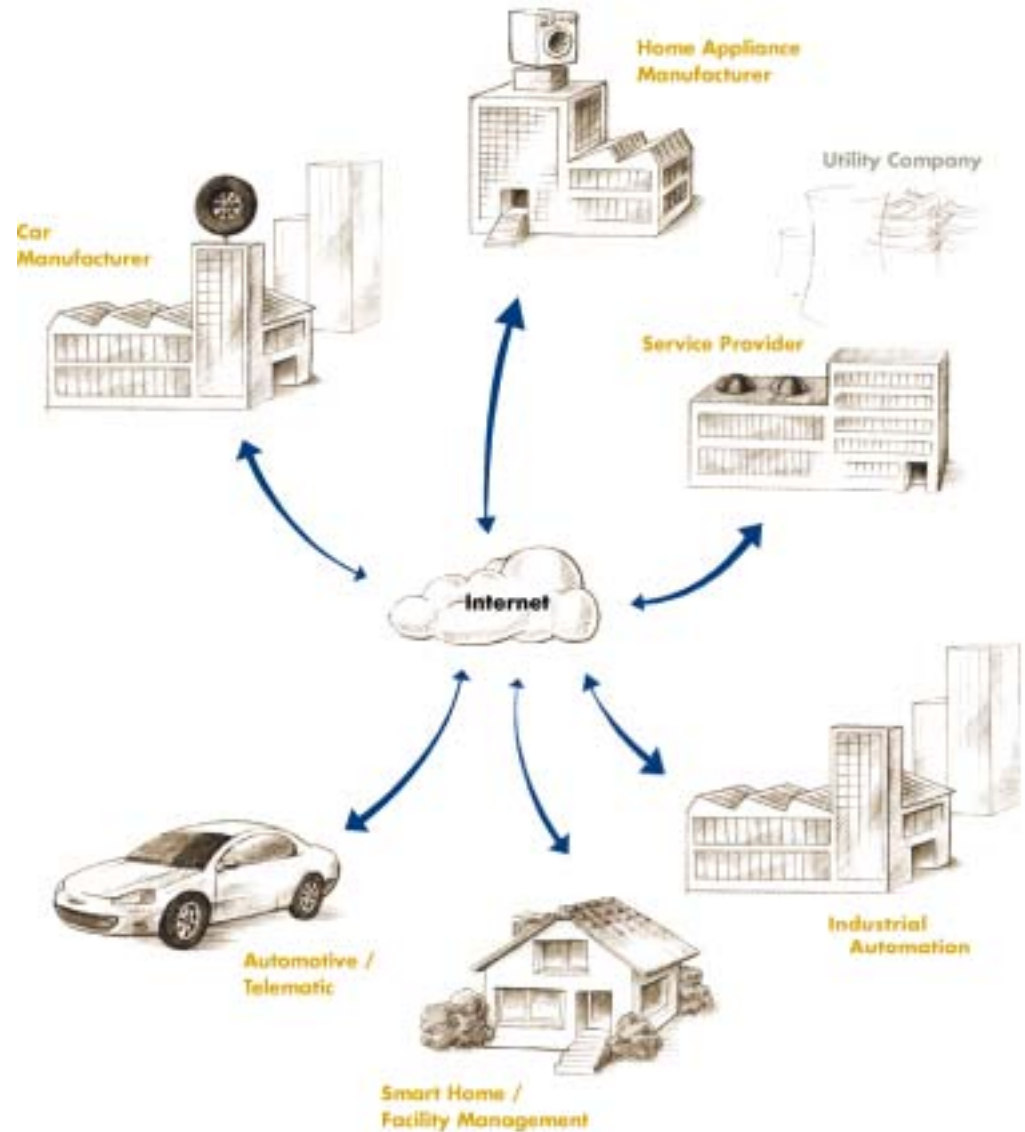 Home Appliance
Manufacturer
Utility Company
Car
Manufacturer
Service Provider
Internet
Industrial
Automation
Automotive /
Telematic
Smart Home /
Facility Management